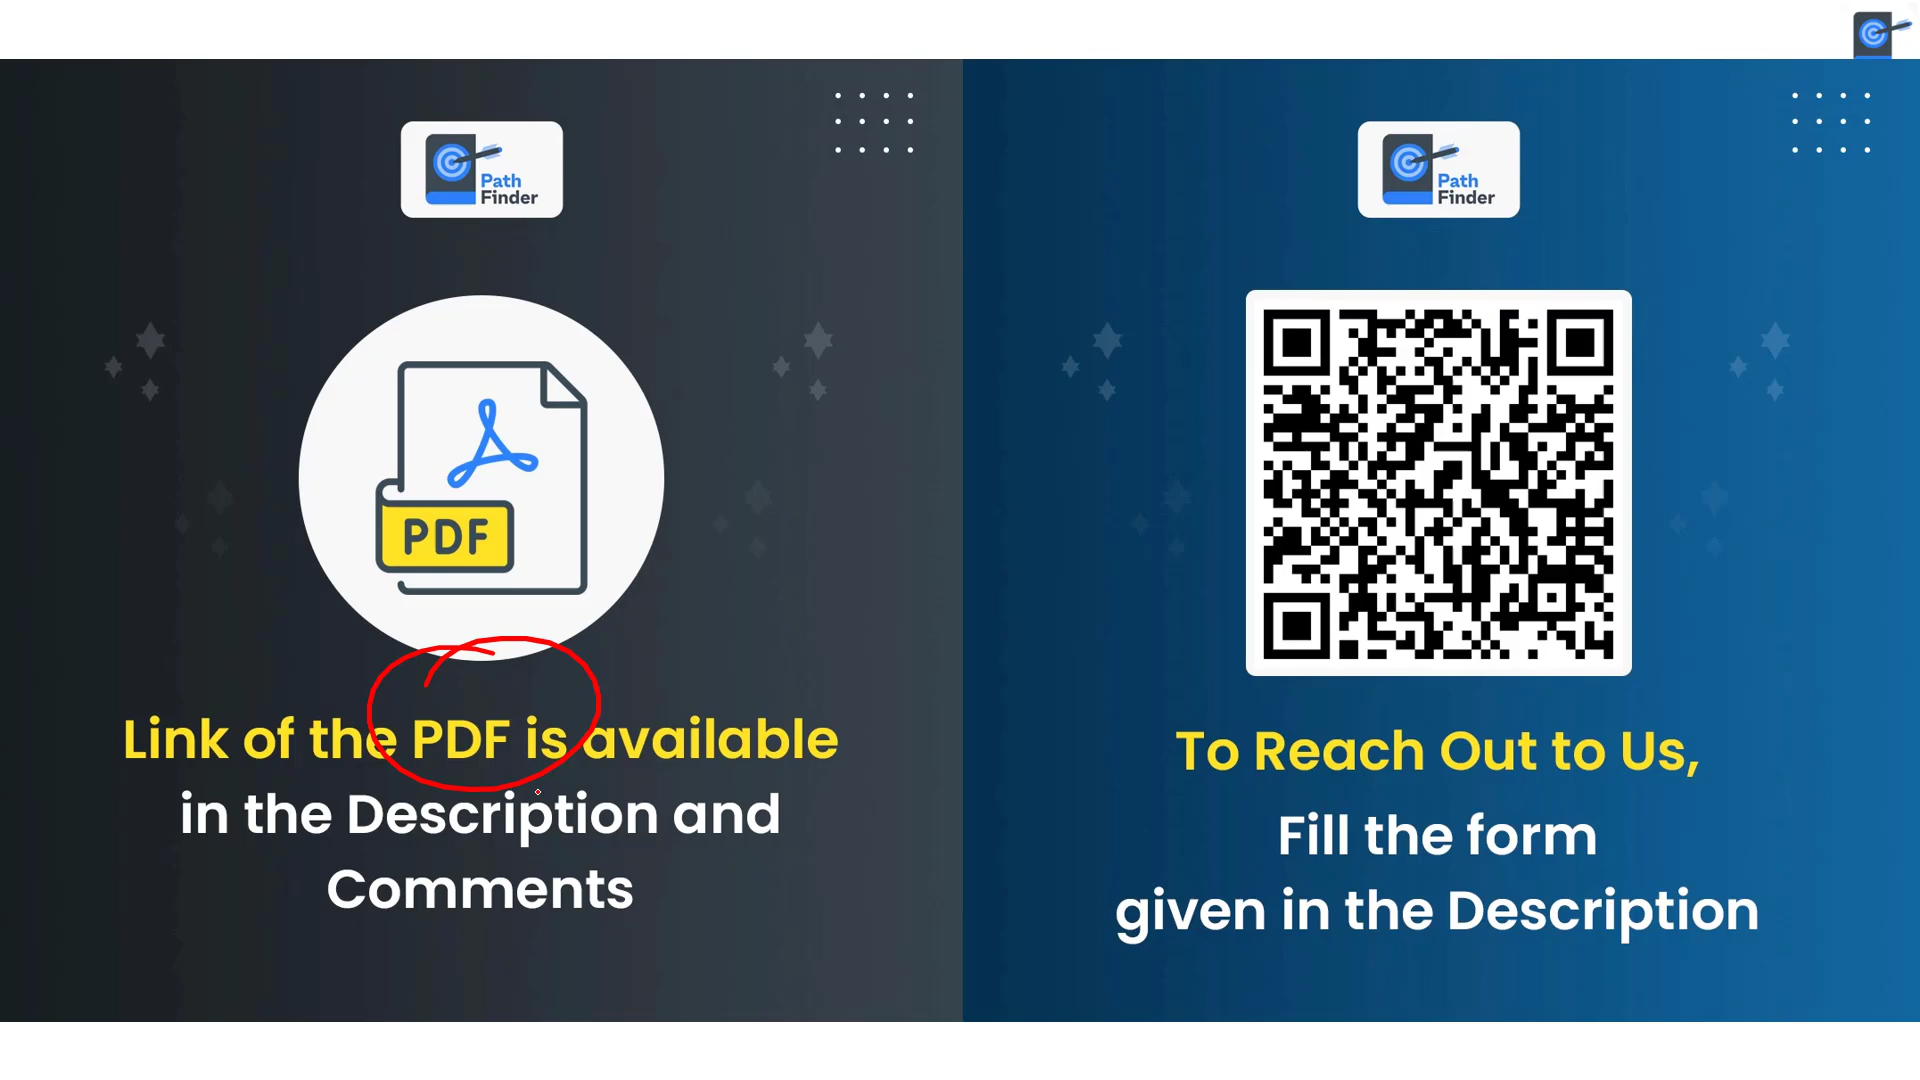 Path
Finder
PDF
Link of the PDF is available
in the Description and
Comments
Path
Finder
To Reach Out to Us,
Fill the form
given in the Description